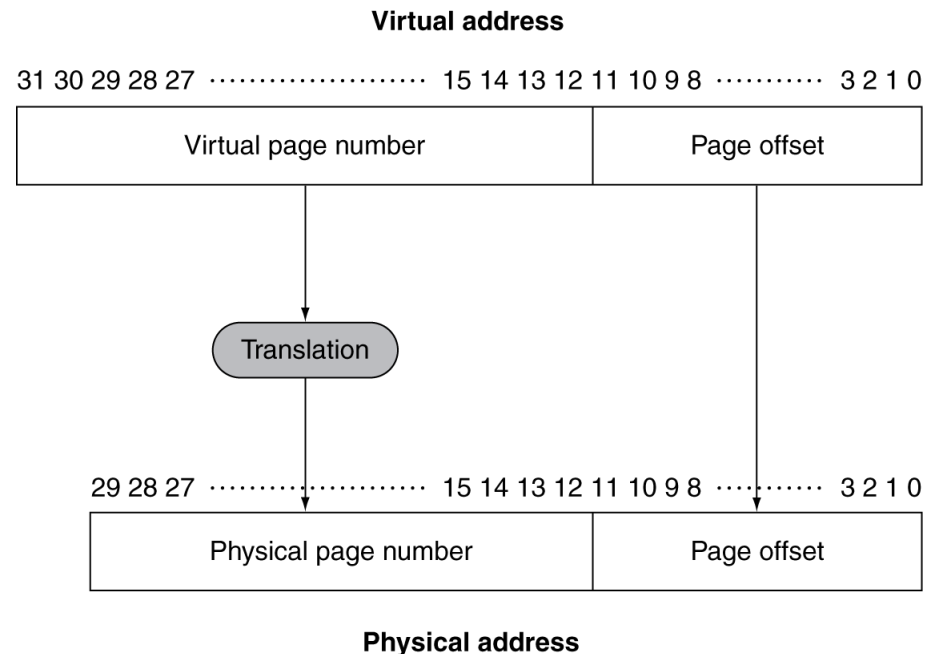 Virtual address
31 30 29 28 27 ······················ 15 14 13 12 11 10 9 8 ··········· 3 2 1 0
Virtual page number Page offset
Translation
29 28 27 ······················ 15 14 13 12 11 10 9 8 ··········· 3 2 1 0
Physical page number Page offset
Physical address